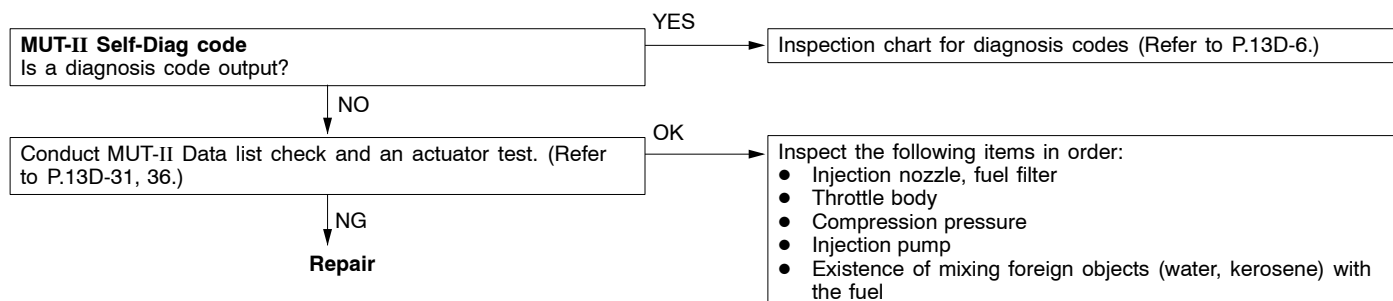 YES
MUT-II Self-Diag code
Is a diagnosis code output?
Inspection chart for diagnosis codes (Refer to P.13D-6.)
NO
OK
Conduct MUT-II Data list check and an actuator test. (Refer
to P.13D-31, 36.)
Inspect the following items in order:
● Injection nozzle, fuel filter
● Throttle body
● Compression pressure
● Injection pump
● Existence of mixing foreign objects (water, kerosene) with
the fuel
NG
Repair